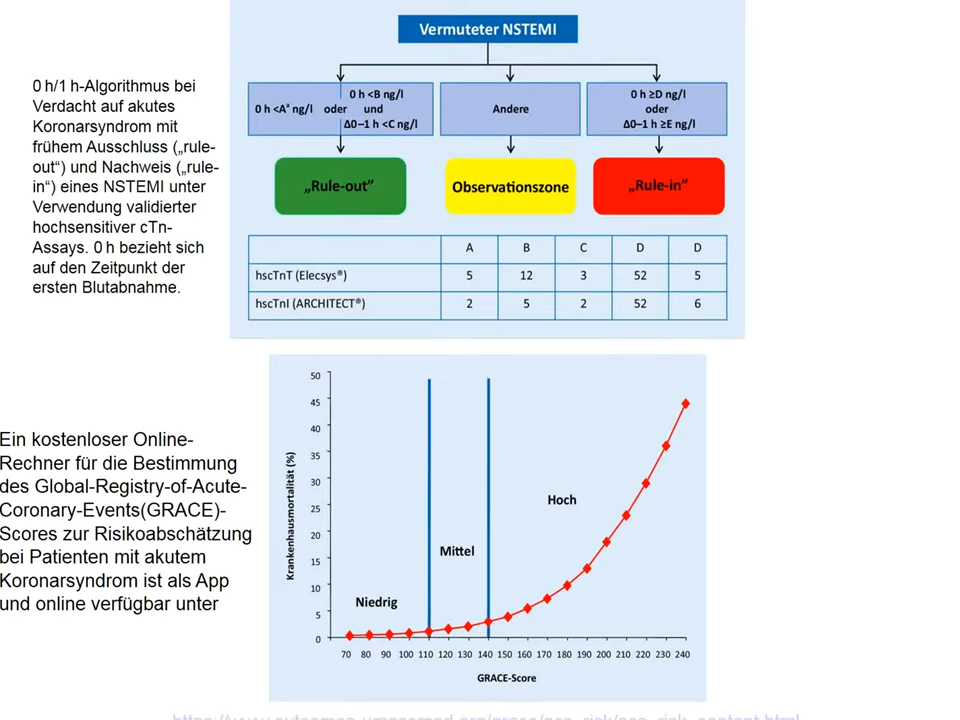 Vermuteter NSTEMI
0 h/1 h-Algorithmus bei
Verdacht auf akutes
Koronarsyndrom mit
frühem Ausschluss („rule-
out“) und Nachweis („rule-
in“) eines NSTEMI unter
Verwendung validierter
hochsensitiver cTn-
Assays. 0 h bezieht sich
auf den Zeitpunkt der
ersten Blutabnahme.
0 h <Aª ng/l oder
0 h <B ng/l
und
Δ0–1 h <C ng/l
Andere
0 h ≥D ng/l
oder
Δ0–1 h ≥E ng/l
„Rule-out”
Observationszone
„Rule-in”
A B C D D
hscTnT (Elecsys®) 5 12 3 52 5
hscTnI (ARCHITECT®) 2 5 2 52 6
Ein kostenloser Online-
Rechner für die Bestimmung
des Global-Registry-of-Acute-
Coronary-Events(GRACE)-
Scores zur Risikoabschätzung
bei Patienten mit akutem
Koronarsyndrom ist als App
und online verfügbar unter
Krankenhausmortalität (%)
50
45
40
35
30
25
20
15
10
5
0
Niedrig
Mittel
Hoch
70 80 90 100 110 120 130 140 150 160 170 180 190 200 210 220 230 240
GRACE-Score